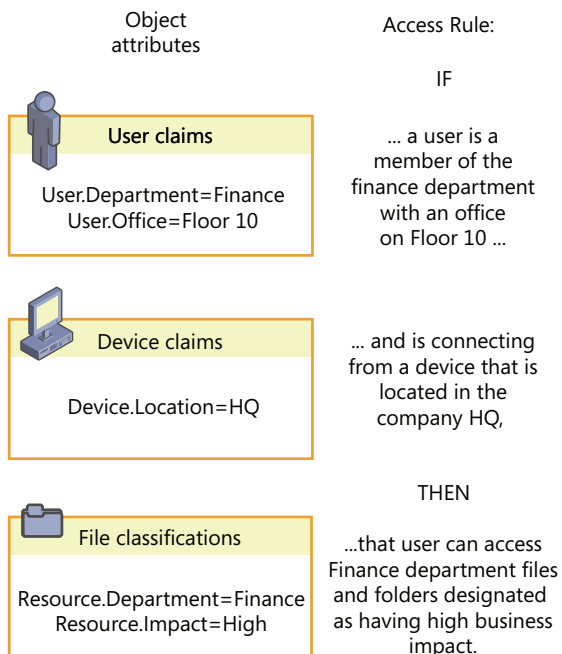 Object
attributes
Access Rule:
IF
User claims
User.Department=Finance
User.Office=Floor 10
... a user is a
member of the
finance department
with an office
on Floor 10 ...
Device claims
Device.Location=HQ
... and is connecting
from a device that is
located in the
company HQ,
THEN
File classifications
Resource.Department=Finance
Resource.Impact=High
...that user can access
Finance department files
and folders designated
as having high business
impact.